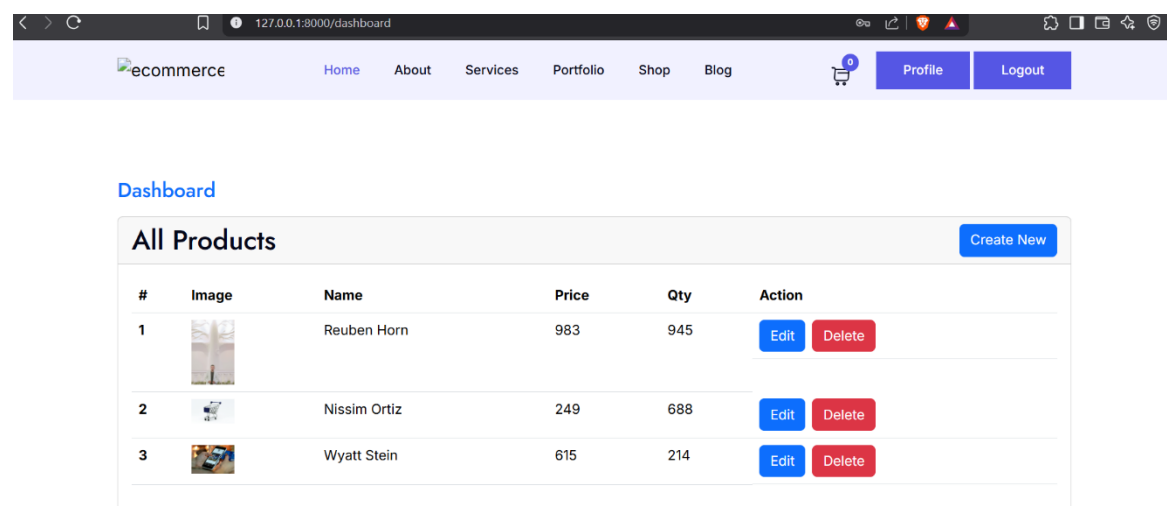 127.0.0.1:8000/dashboard
ecommerce Home About Services Portfolio Shop Blog 0 Profile Logout
Dashboard
All Products Create New
# Image Name Price Qty Action
1 Reuben Horn 983 945 Edit Delete
2 Nissim Ortiz 249 688 Edit Delete
3 Wyatt Stein 615 214 Edit Delete